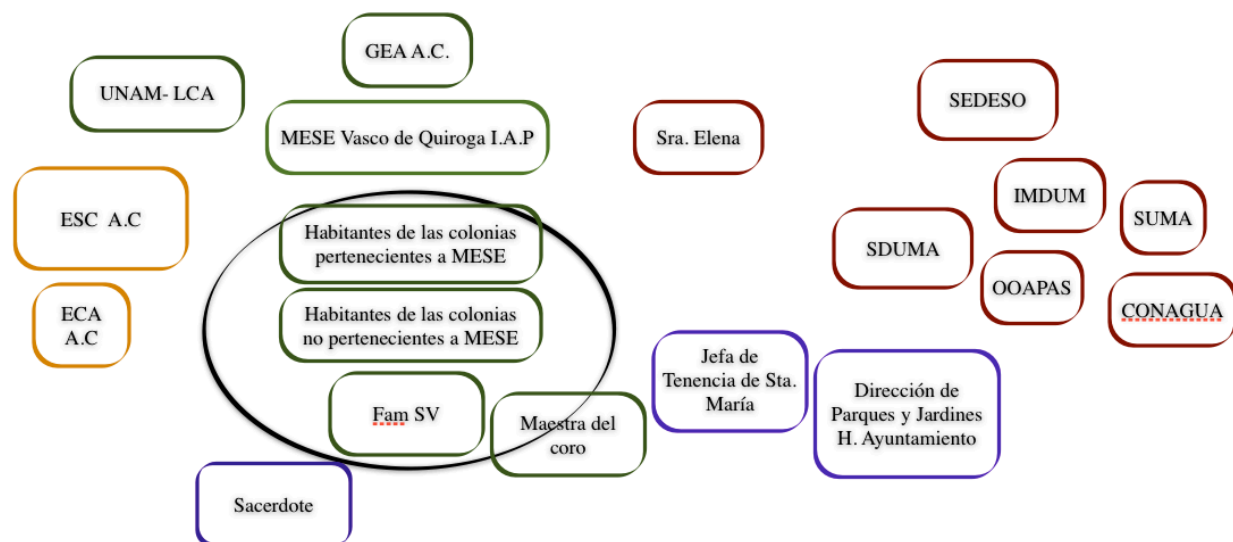 GEA A.C.
UNAM- LCA
MESE Vasco de Quiroga I.A.P
Sra. Elena
SEDESO
ESC  A.C
Habitantes de las colonias
pertenecientes a MESE
IMDUM
SUMA
SDUMA
OOAPAS
CONAGUA
ECA
A.C
Habitantes de las colonias
no pertenecientes a MESE
Jefa de
Tenencia de Sta.
María
Dirección de
Parques y Jardines
H. Ayuntamiento
Fam SV
Maestra del
coro
Sacerdote